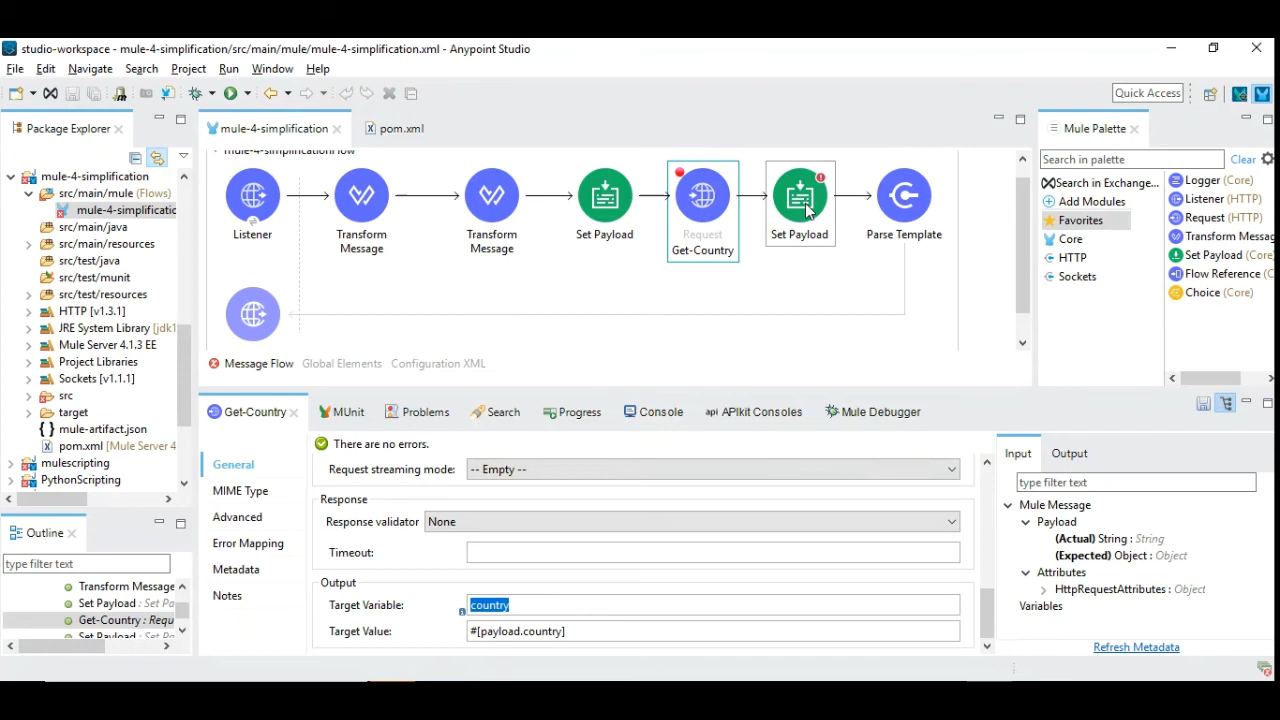 studio-workspace - mule-4-simplification/src/main/mule/mule-4-simplification.xml - Anypoint Studio
File Edit Navigate Search Project Run Window Help
Quick Access
Package Explorer
mule-4-simplification
src/main/mule (Flows)
mule-4-simplificatic
src/main/java
src/main/resources
src/test/java
src/test/munit
src/test/resources
HTTP [v1.3.1]
JRE System Library [jdk1
Mule Server 4.1.3 EE
Project Libraries
Sockets [v1.1.1]
src
target
mule-artifact.json
pom.xml [Mule Server 4
mulescripting
PythonScripting
Outline
type filter text
Transform Message
Set Payload : Set Pa
Get-Country : Requ
Set Payload : Set Pa
mule-4-simplification
pom.xml
mule-4-simplificationFlow
Listener
Transform
Message
Transform
Message
Set Payload
Request
Get-Country
Set Payload
Parse Template
Message Flow Global Elements Configuration XML
Mule Palette
Search in palette
Clear
Search in Exchange...
Add Modules
Favorites
Core
HTTP
Sockets
Logger (Core)
Listener (HTTP)
Request (HTTP)
Transform Messag
Set Payload (Core
Flow Reference (C
Choice (Core)
Get-Country
MUnit
Problems
Search
Progress
Console
api APIkit Consoles
Mule Debugger
There are no errors.
General
MIME Type
Advanced
Error Mapping
Metadata
Notes
Request streaming mode: -- Empty --
Response
Response validator None
Timeout:
Output
Target Variable: country
Target Value: #[payload.country]
Input Output
type filter text
Mule Message
Payload
(Actual) String : String
(Expected) Object : Object
Attributes
HttpRequestAttributes : Object
Variables
Refresh Metadata